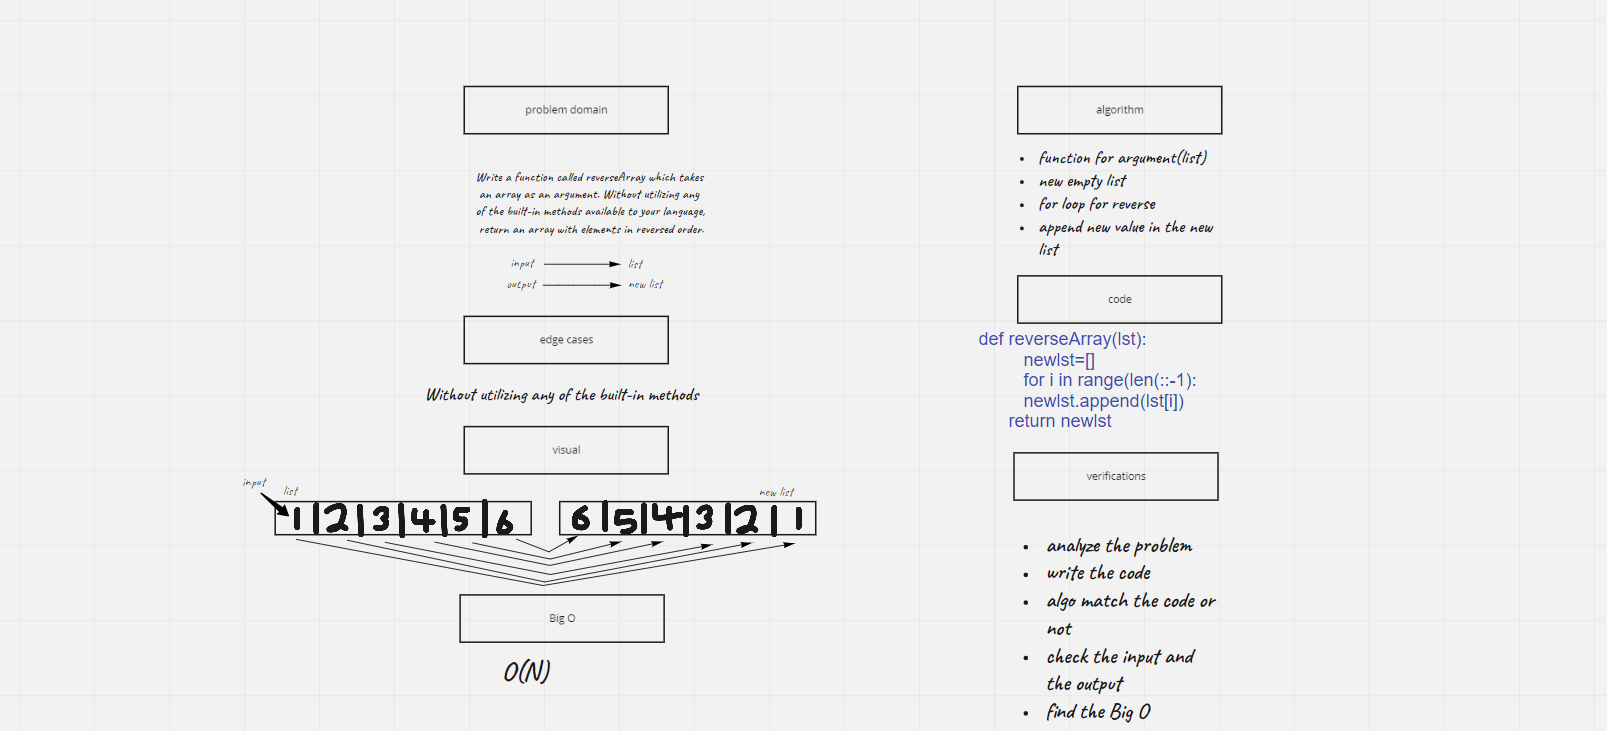 problem domain
Write a function called reverseArray which takes
an array as an argument. Without utilizing any
of the built-in methods available to your language,
return an array with elements in reversed order.
input
list
output
new list
edge cases
Without utilizing any of the built-in methods
visual
input
list
new list
1|2|3|4|5|6
6|5|4|3|2|1
Big O
O(N)
algorithm
• function for argument(list)
• new empty list
• for loop for reverse
• append new value in the new
list
code
def reverseArray(lst):
newlst=[]
for i in range(len(::-1):
newlst.append(lst[i])
return newlst
verifications
• analyze the problem
• write the code
• algo match the code or
not
• check the input and
the output
• find the Big O